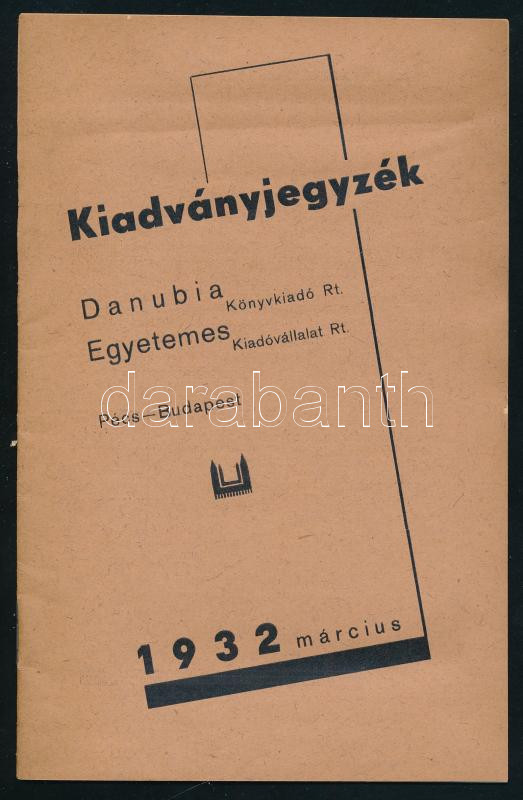 Kiadványjegyzék
Danubia Könyvkiadó Rt.
Egyetemes Kiadóvállalat Rt.
darabanth
Pécs—Budapest
1932 március